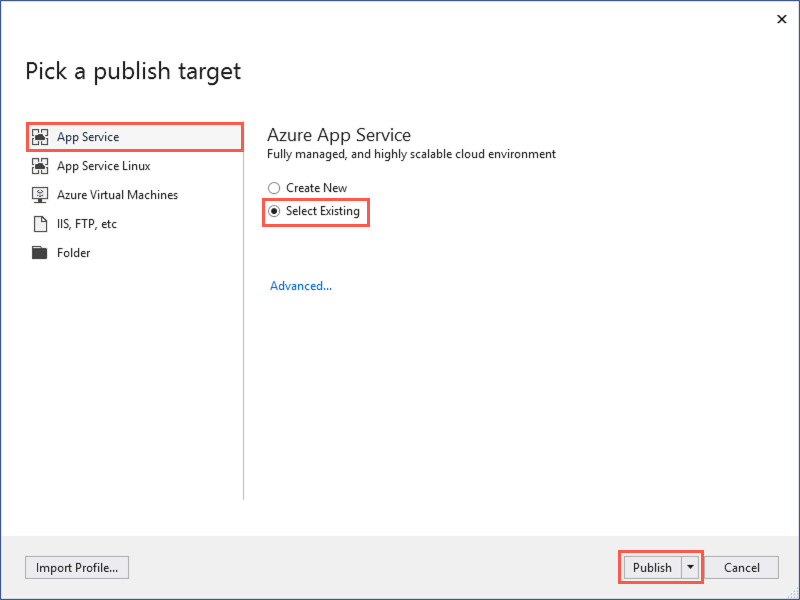 Pick a publish target
App Service
App Service Linux
Azure Virtual Machines
IIS, FTP, etc
Folder
Azure App Service
Fully managed, and highly scalable cloud environment
Create New
Select Existing
Advanced...
Import Profile...
Publish
Cancel